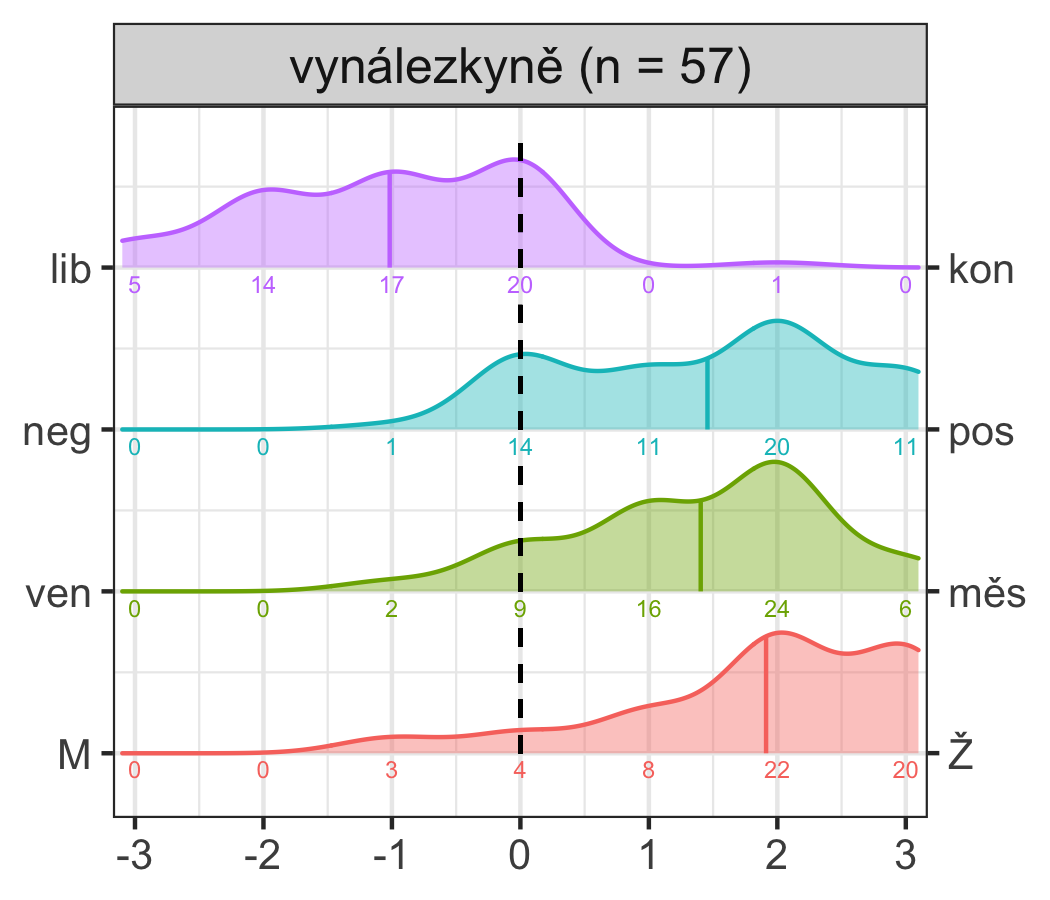 vynálezkyně (n = 57)
lib kon
5 14 17 20 0 1 0
neg pos
0 0 1 14 11 20 11
ven měs
0 0 2 9 16 24 6
M Ž
0 0 3 4 8 22 20
-3 -2 -1 0 1 2 3